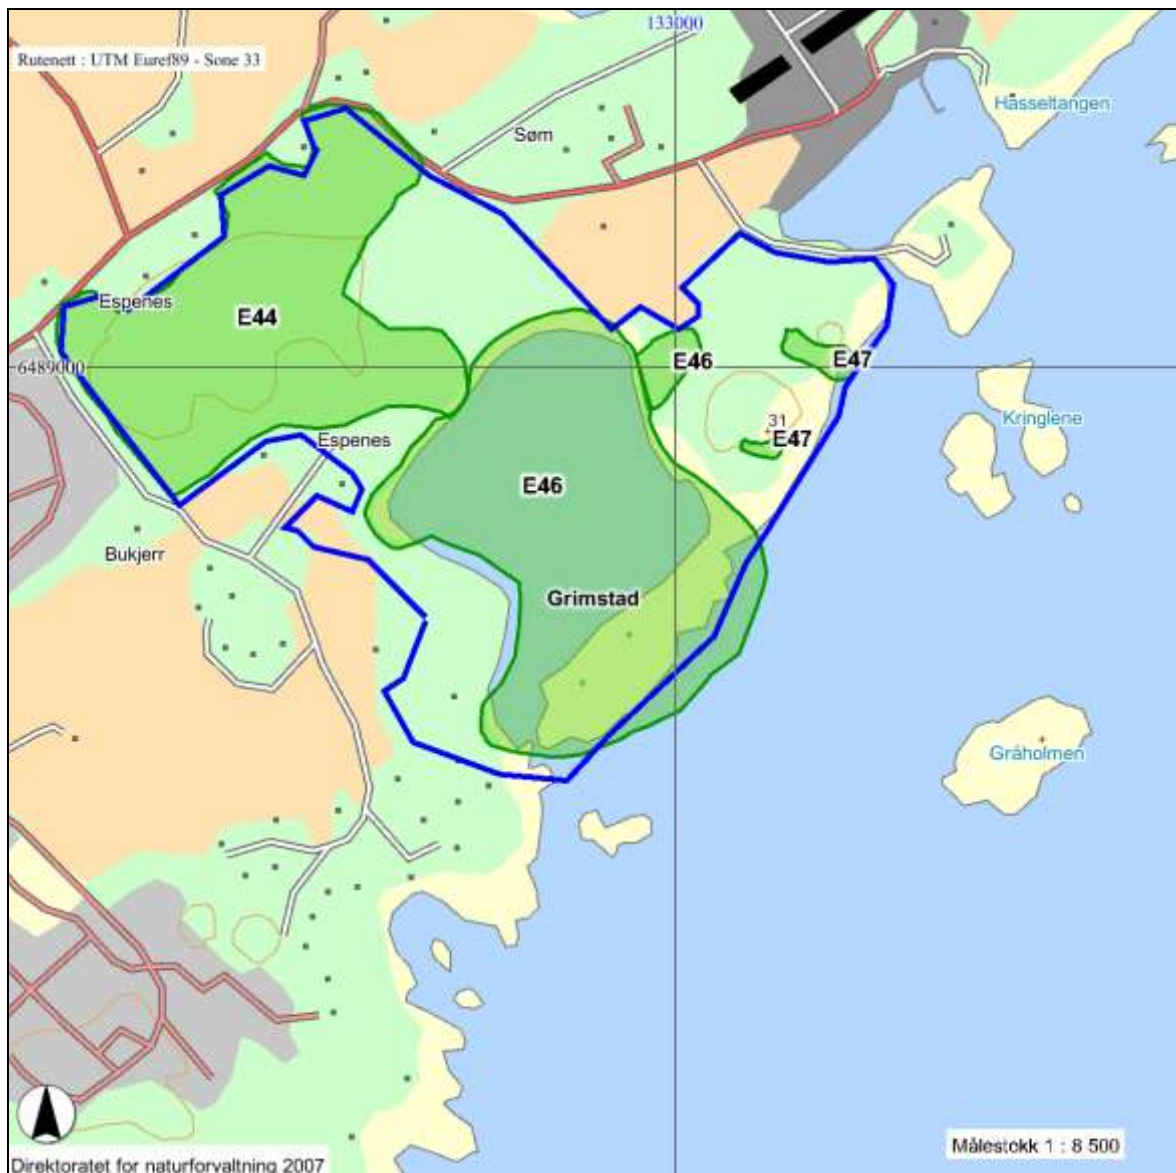 133000
Rutenett : UTM Euref89 - Sone 33
Hasseltangen
Søm
Espenes
E44
6489000
E46
E47
Kringlene
31
E47
Espenes
E46
Bukjerr
Grimstad
Gråholmen
Målestokk 1 : 8 500
Direktoratet for naturforvaltning 2007